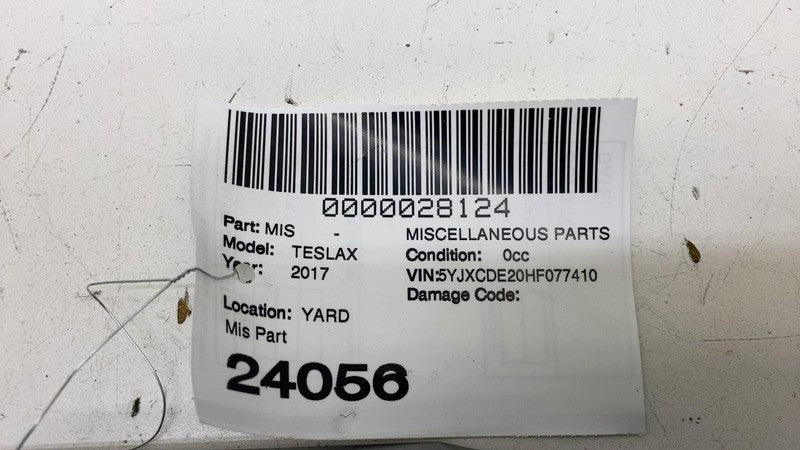 0000028124
Part: MIS - MISCELLANEOUS PARTS
Model: TESLAX Condition: 0cc
Year: 2017 VIN:5YJXCDE20HF077410
Damage Code:
Location: YARD
Mis Part
24056